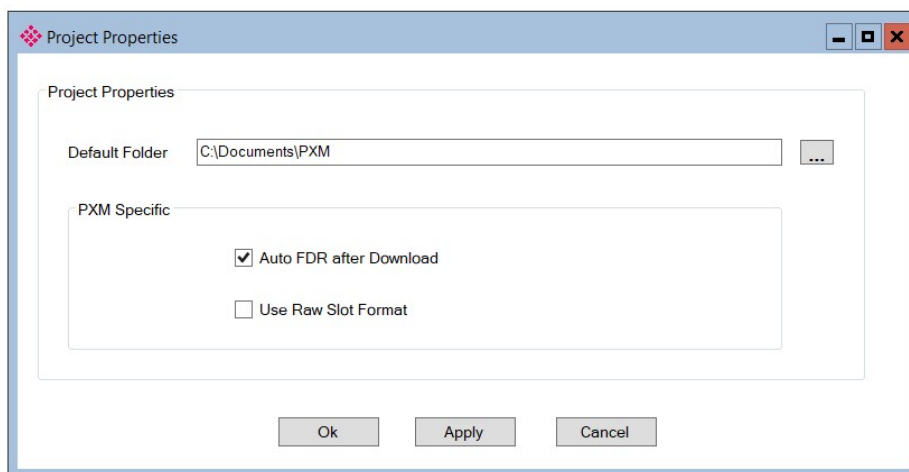 Project Properties
Project Properties
Default Folder C:\Documents\PXM ...
PXM Specific
Auto FDR after Download
Use Raw Slot Format
Ok Apply Cancel